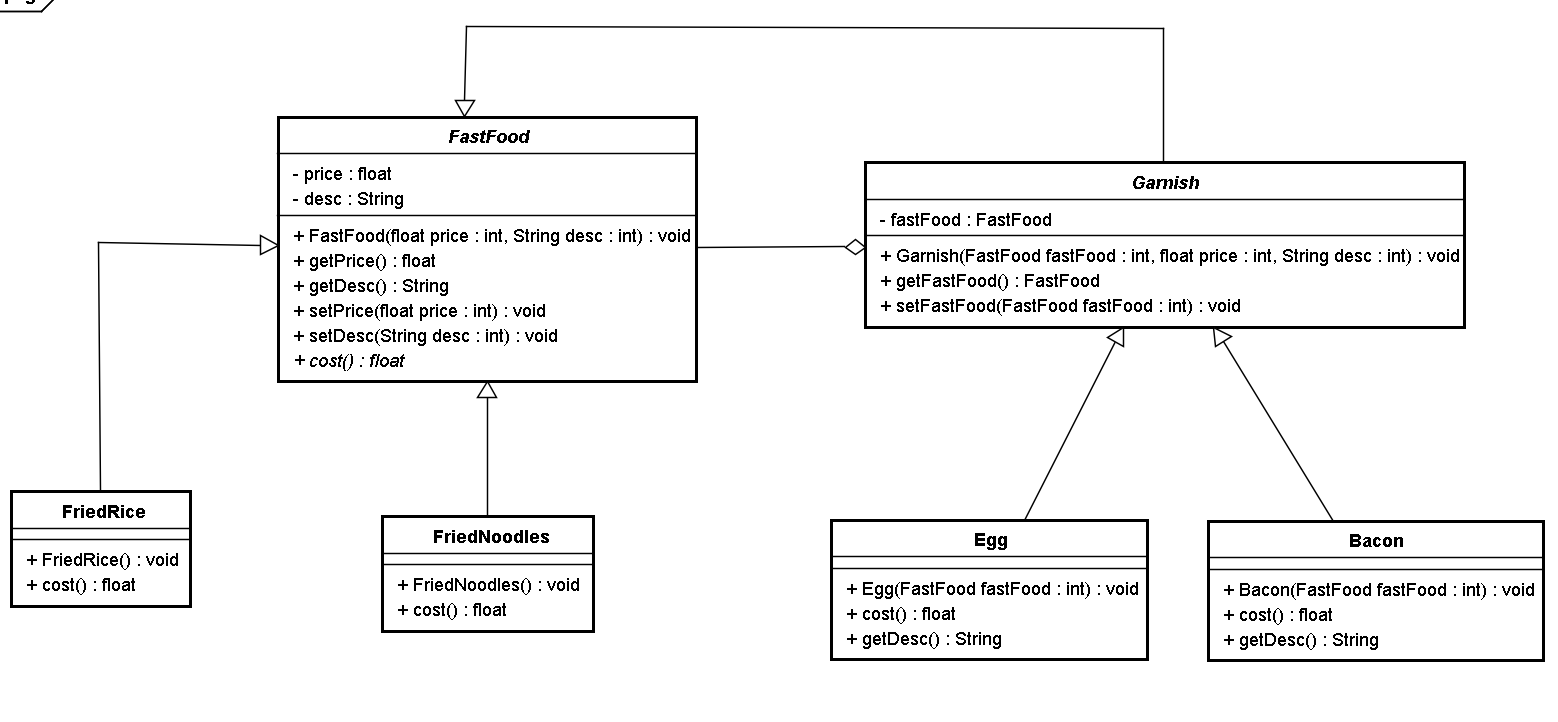 FastFood
- price : float
- desc : String
+ FastFood(float price : int, String desc : int) : void
+ getPrice() : float
+ getDesc() : String
+ setPrice(float price : int) : void
+ setDesc(String desc : int) : void
+ cost() : float
Garnish
- fastFood : FastFood
+ Garnish(FastFood fastFood : int, float price : int, String desc : int) : void
+ getFastFood() : FastFood
+ setFastFood(FastFood fastFood : int) : void
FriedRice
+ FriedRice() : void
+ cost() : float
FriedNoodles
+ FriedNoodles() : void
+ cost() : float
Egg
+ Egg(FastFood fastFood : int) : void
+ cost() : float
+ getDesc() : String
Bacon
+ Bacon(FastFood fastFood : int) : void
+ cost() : float
+ getDesc() : String